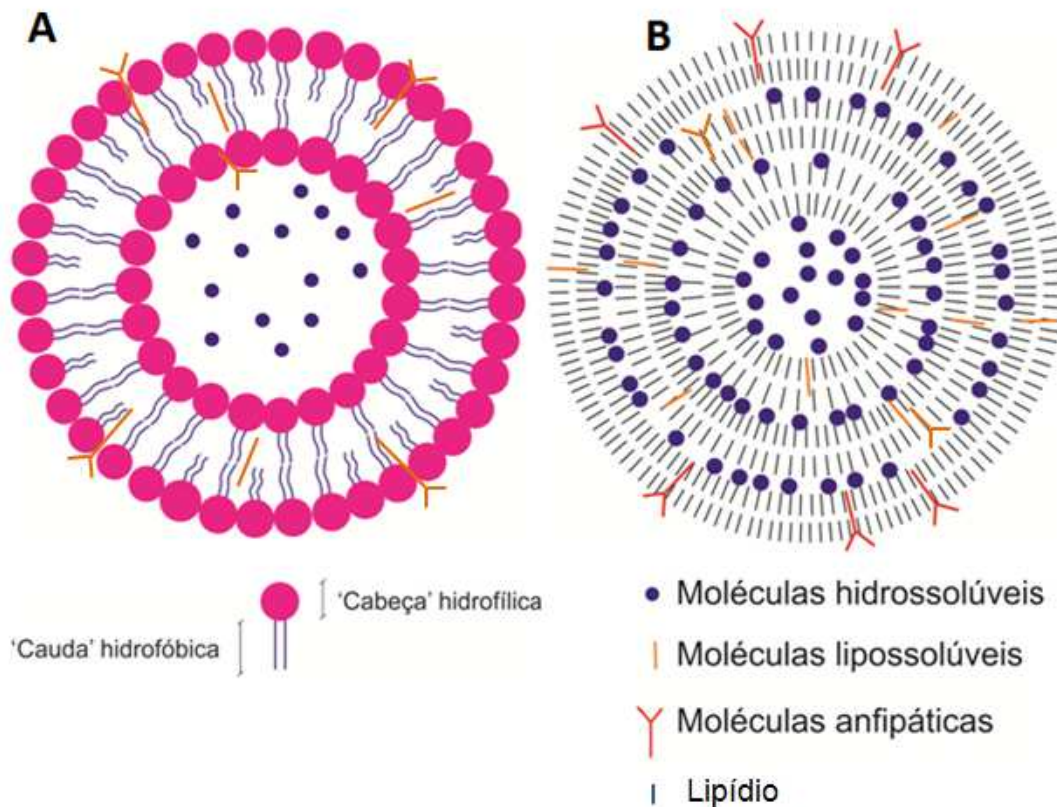 A
B
'Cabeça' hidrofílica
'Cauda' hidrofóbica
Moléculas hidrossolúveis
Moléculas lipossolúveis
Moléculas anfipáticas
Lipídio